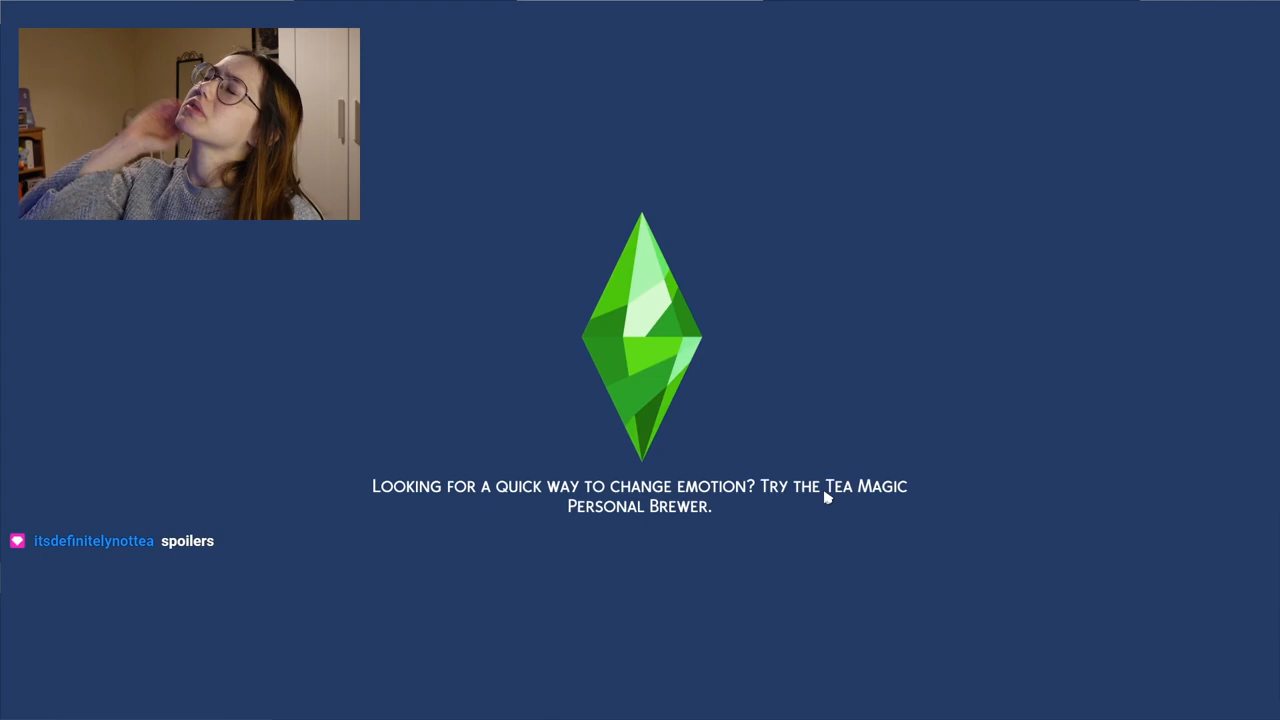 Looking for a quick way to change emotion? Try the Tea Magic
Personal Brewer.
itsdefinitelynottea spoilers